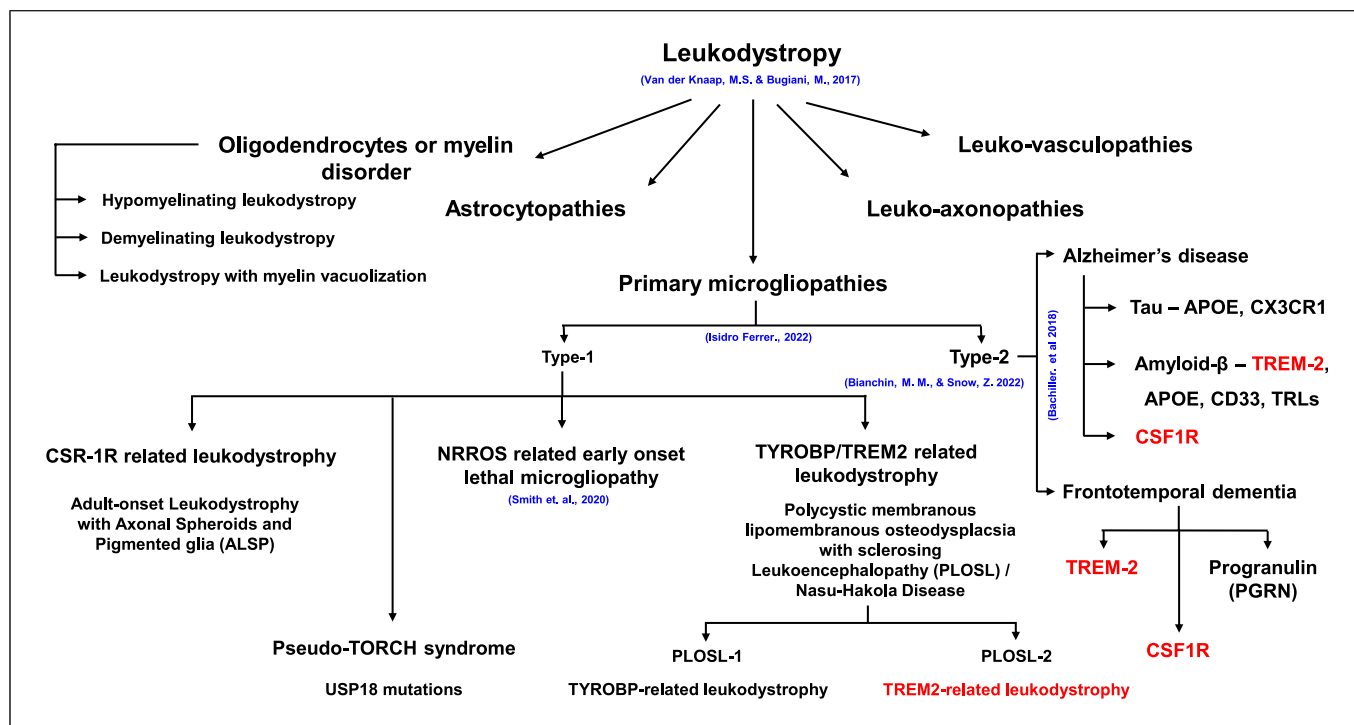 Leukodystropy
(Van der Knaap, M.S. & Bugiani, M., 2017)
Oligodendrocytes or myelin
disorder
Hypomyelinating leukodystropy
Demyelinating leukodystropy
Leukodystropy with myelin vacuolization
Astrocytopathies
Leuko-vasculopathies
Leuko-axonopathies
Primary microgliopathies
(Isidro Ferrer., 2022)
Type-1
Type-2
(Bianchin, M. M., & Snow, Z. 2022)
(Bachiller. et al 2018)
Alzheimer's disease
Tau – APOE, CX3CR1
Amyloid-β – TREM-2,
APOE, CD33, TRLs
CSF1R
Frontotemporal dementia
TREM-2
Progranulin
(PGRN)
CSF1R
CSR-1R related leukodystrophy
Adult-onset Leukodystrophy
with Axonal Spheroids and
Pigmented glia (ALSP)
Pseudo-TORCH syndrome
USP18 mutations
NRROS related early onset
lethal microgliopathy
(Smith et. al., 2020)
TYROBP/TREM2 related
leukodystrophy
Polycystic membranous
lipomembranous osteodysplacsia
with sclerosing
Leukoencephalopathy (PLOSL) /
Nasu-Hakola Disease
PLOSL-1
TYROBP-related leukodystrophy
PLOSL-2
TREM2-related leukodystrophy